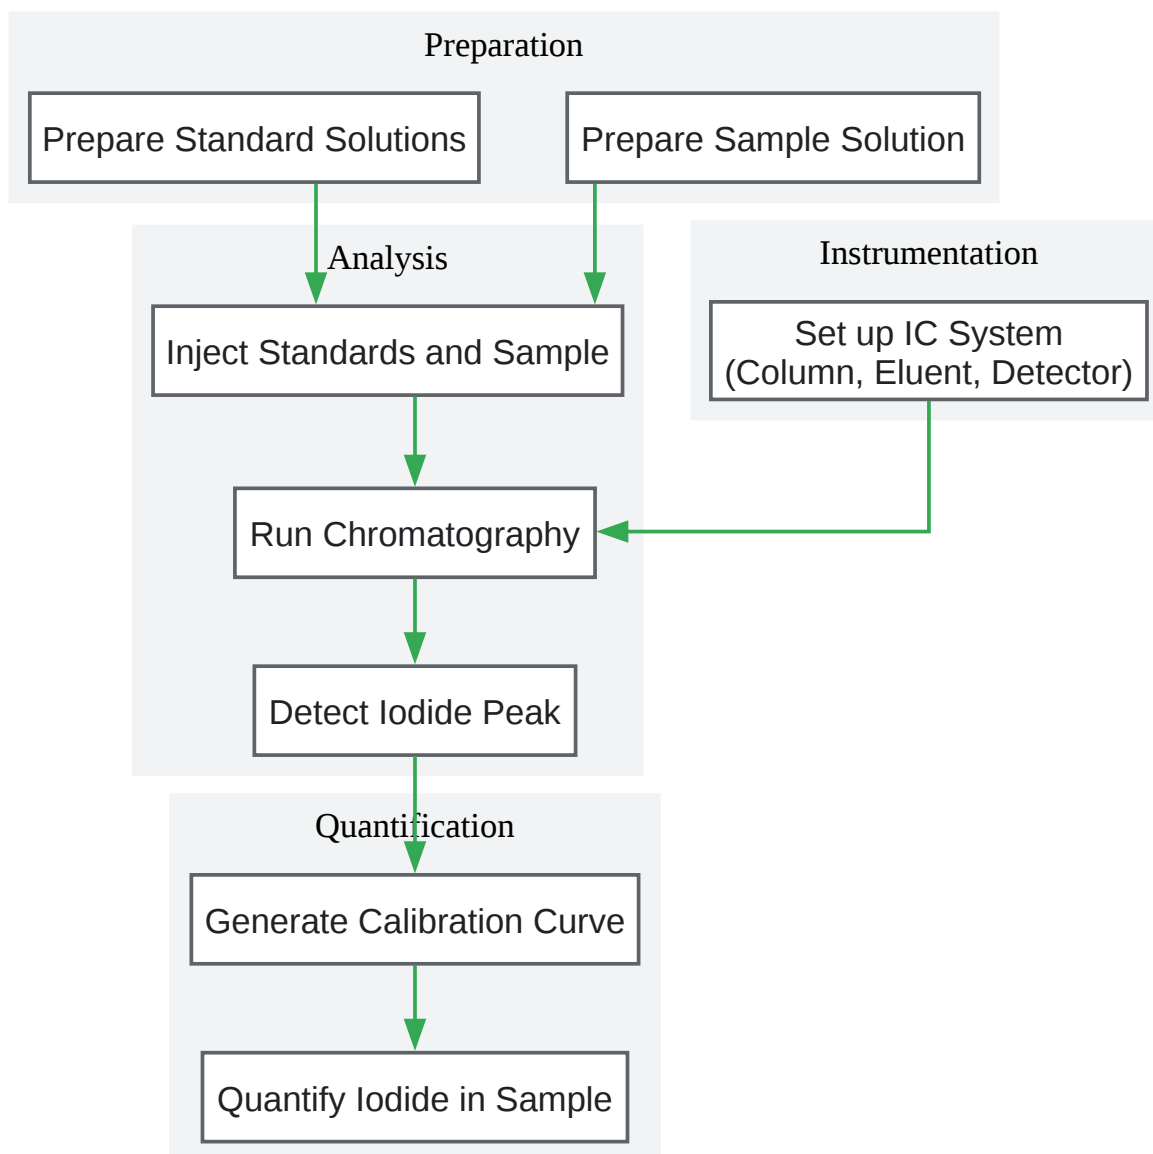 Preparation
Prepare Standard Solutions
Prepare Sample Solution
Analysis
Instrumentation
Inject Standards and Sample
Set up IC System
(Column, Eluent, Detector)
Run Chromatography
Detect Iodide Peak
Quantification
Generate Calibration Curve
Quantify Iodide in Sample